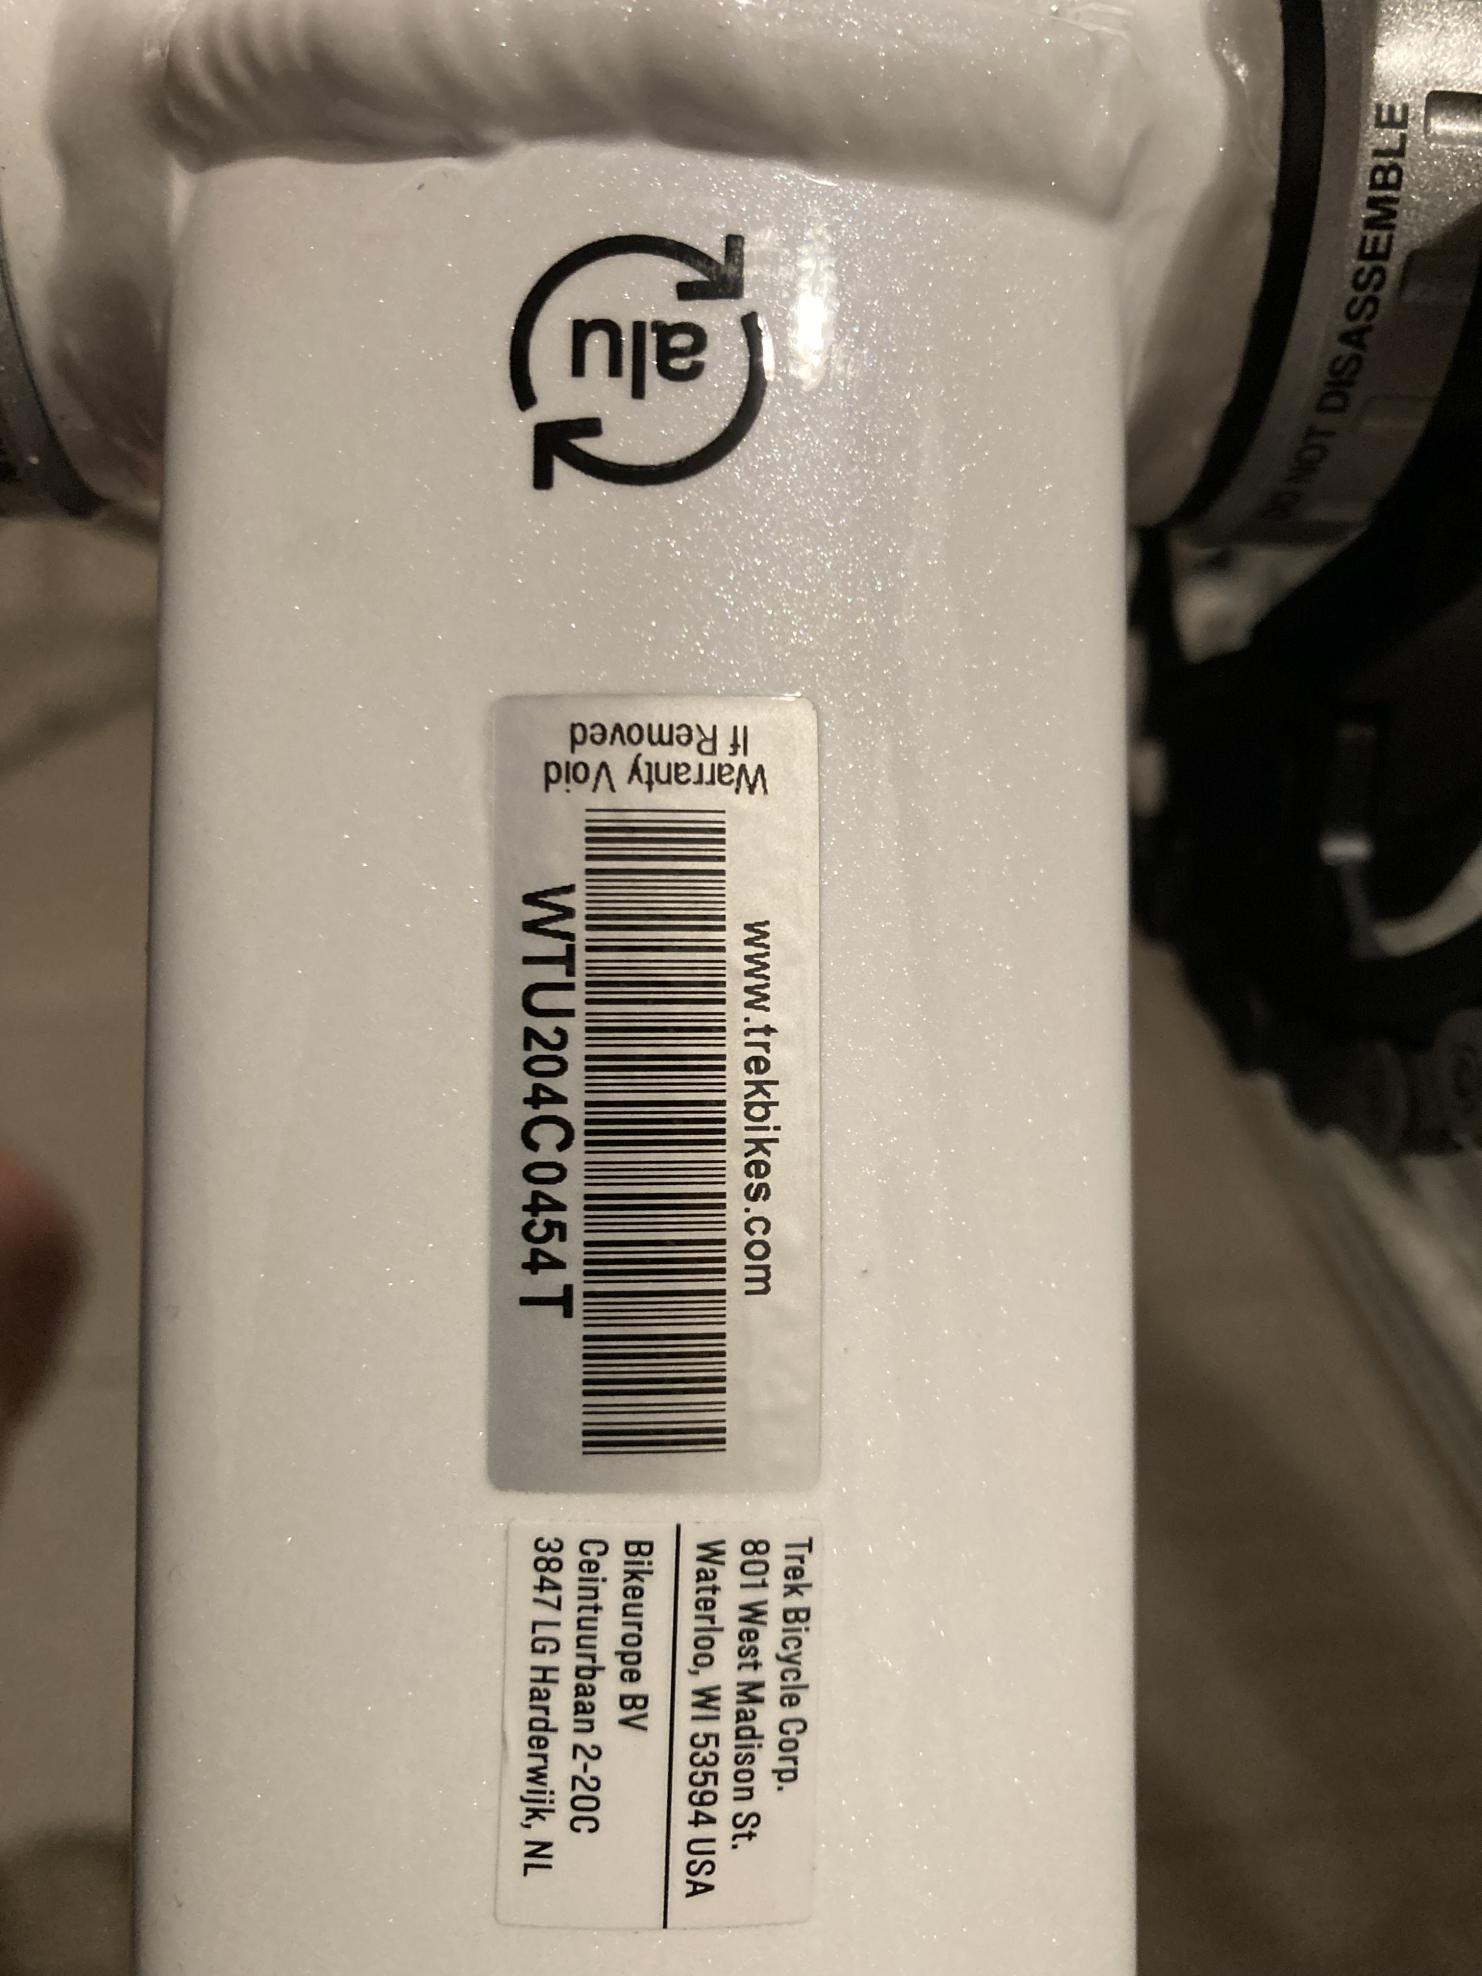 alu
DO NOT DISASSEMBLE
Warranty Void
If Removed
www.trekbikes.com
WTU204C0454T
Trek Bicycle Corp.
801 West Madison St.
Waterloo, WI 53594 USA
Bikeurope BV
Ceintuurbaan 2-20C
3847 LG Harderwijk, NL